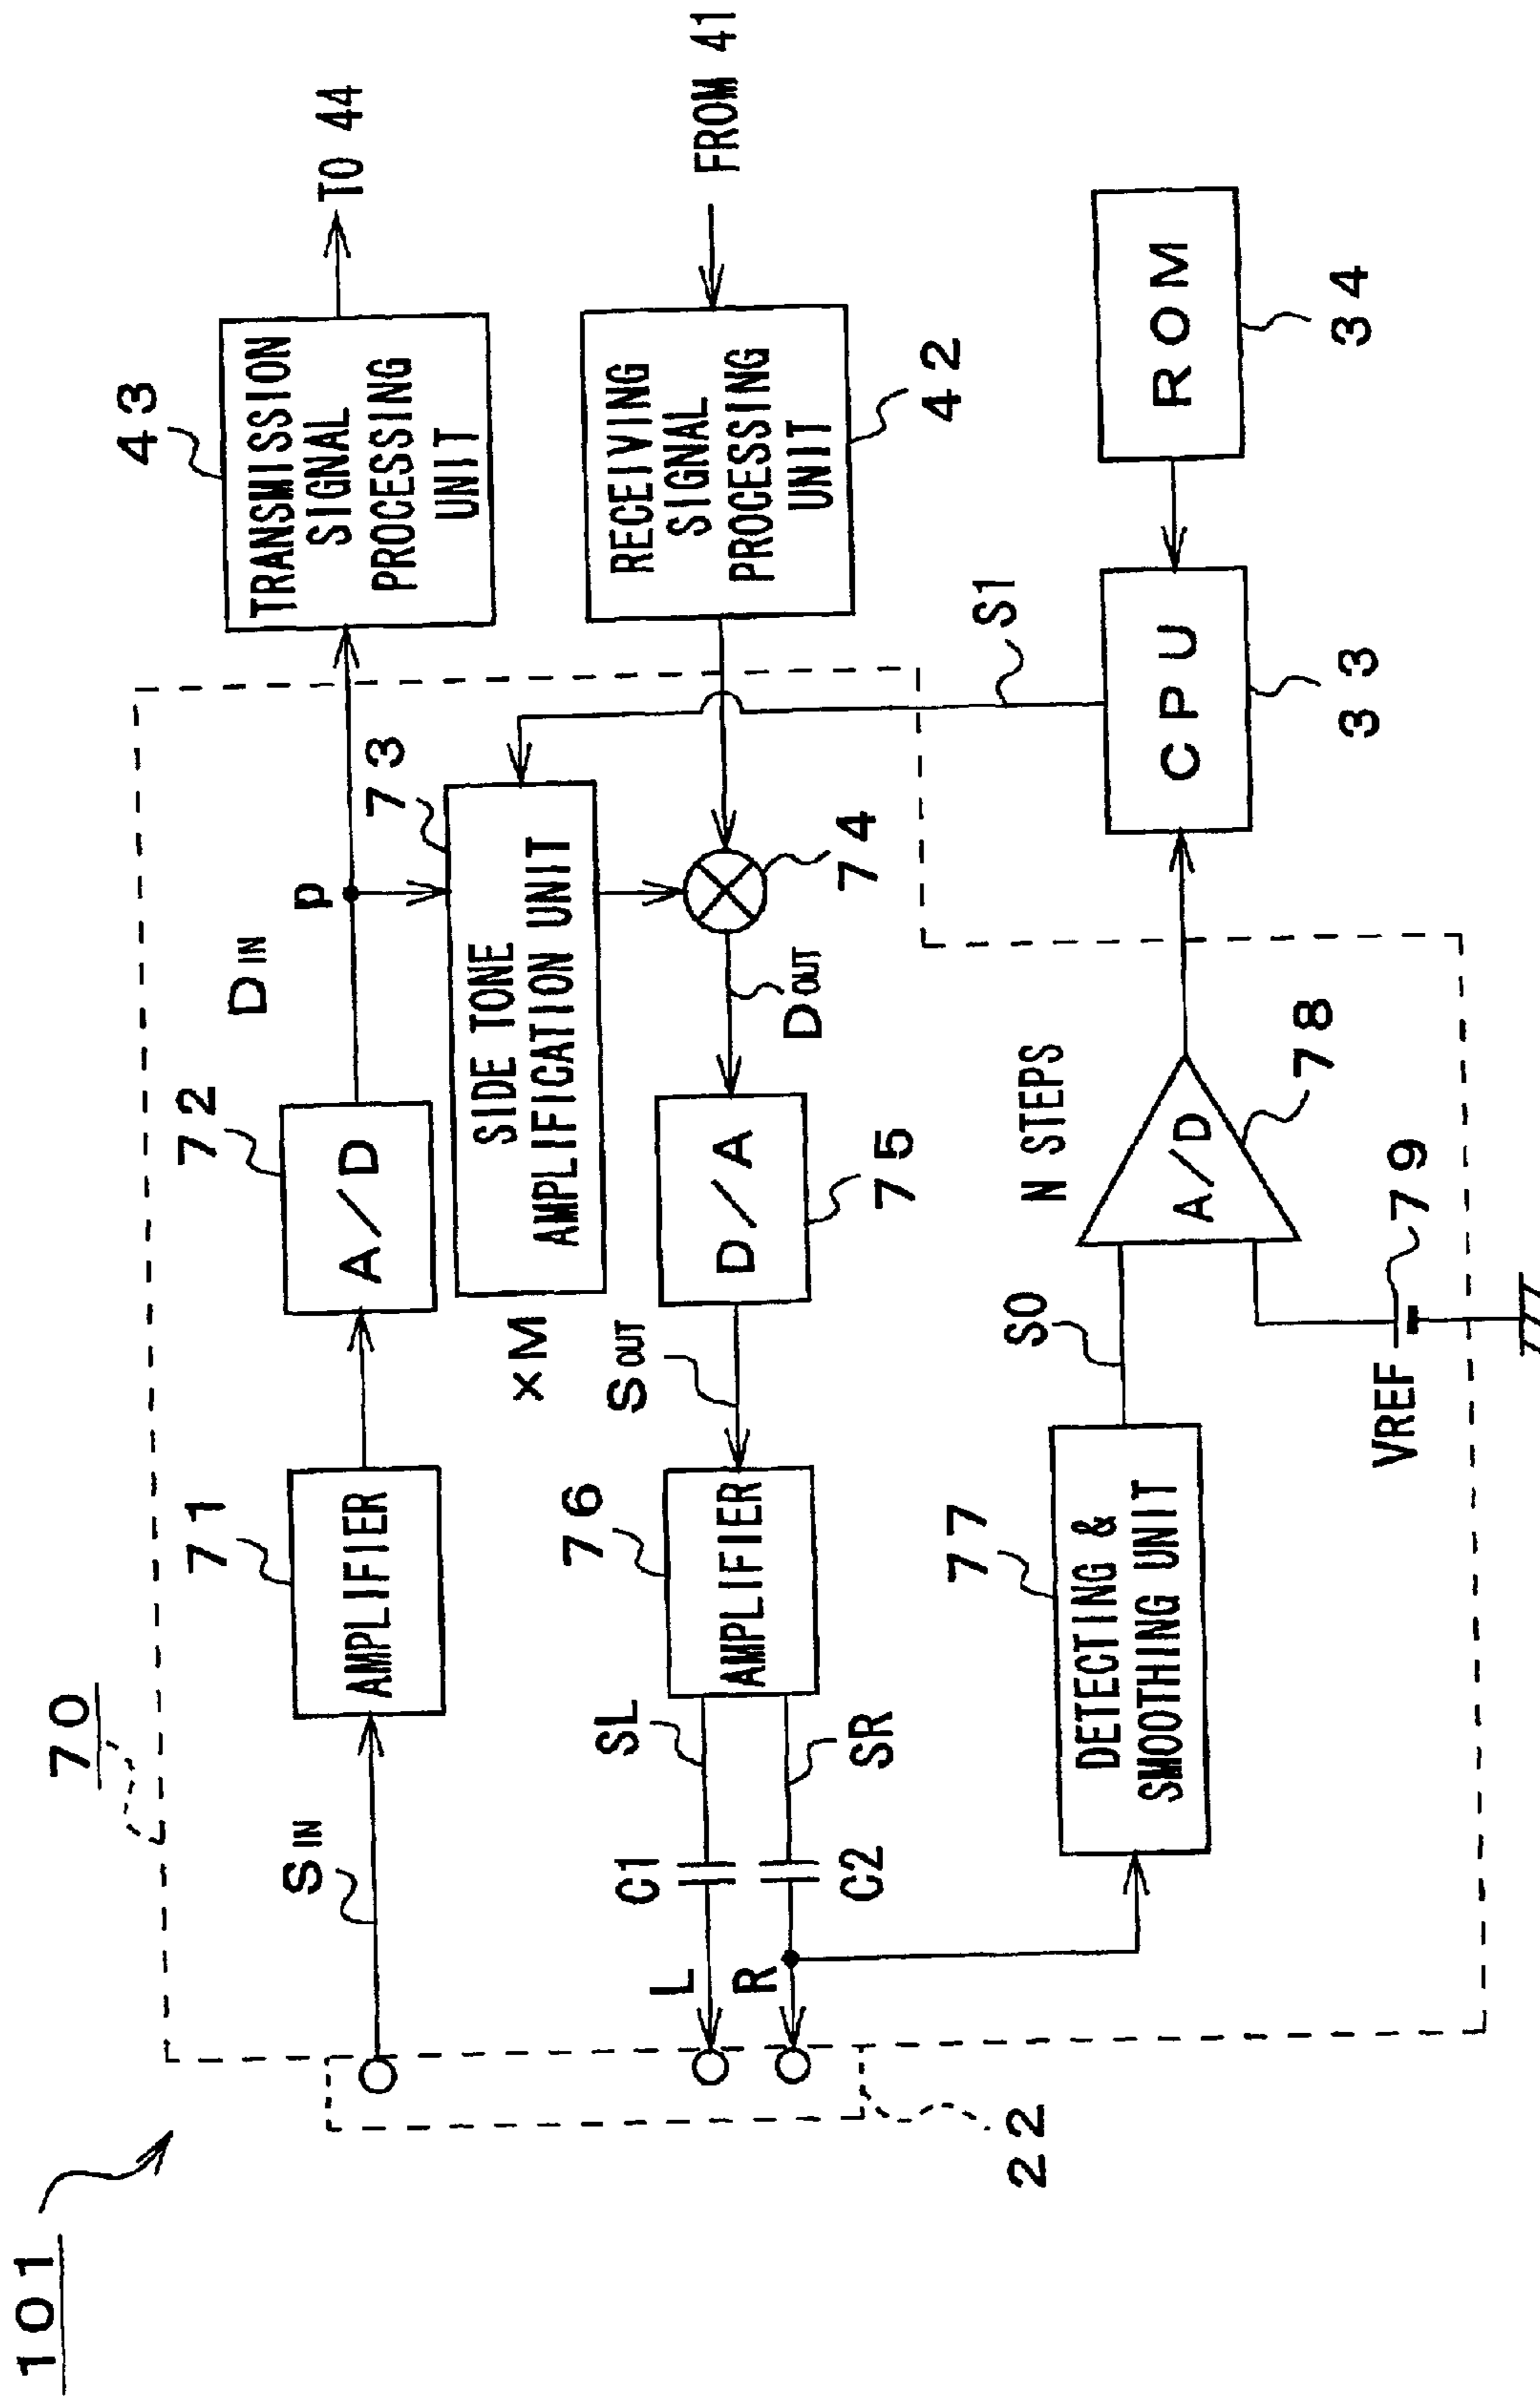 101
70
SIN
71
AMPLIFIER
72
A/D
DIN
p
43
TRANSMISSION
SIGNAL
PROCESSING
UNIT
TO 44
×M
SIDE TONE
AMPLIFICATION UNIT
73
22
L
R
C1
C2
SL
SR
76
AMPLIFIER
SOUT
D/A
75
DOUT
74
RECEIVING
SIGNAL
PROCESSING
UNIT
42
FROM 41
77
DETECTING &
SMOOTHING UNIT
S0
N STEPS
A/D
78
VREF
79
S1
CPU
33
ROM
34